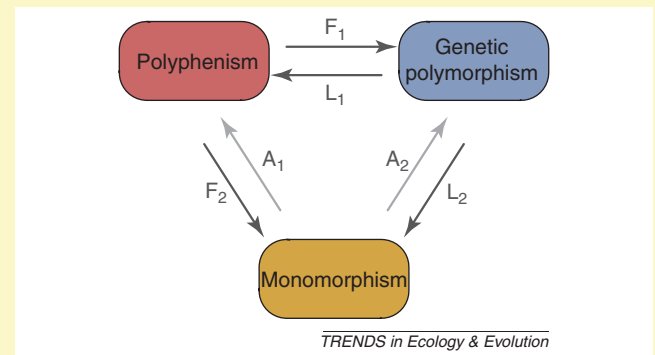 F₁
Polyphenism
Genetic
polymorphism
L₁
A₁
A₂
F₂
L₂
Monomorphism
TRENDS in Ecology & Evolution